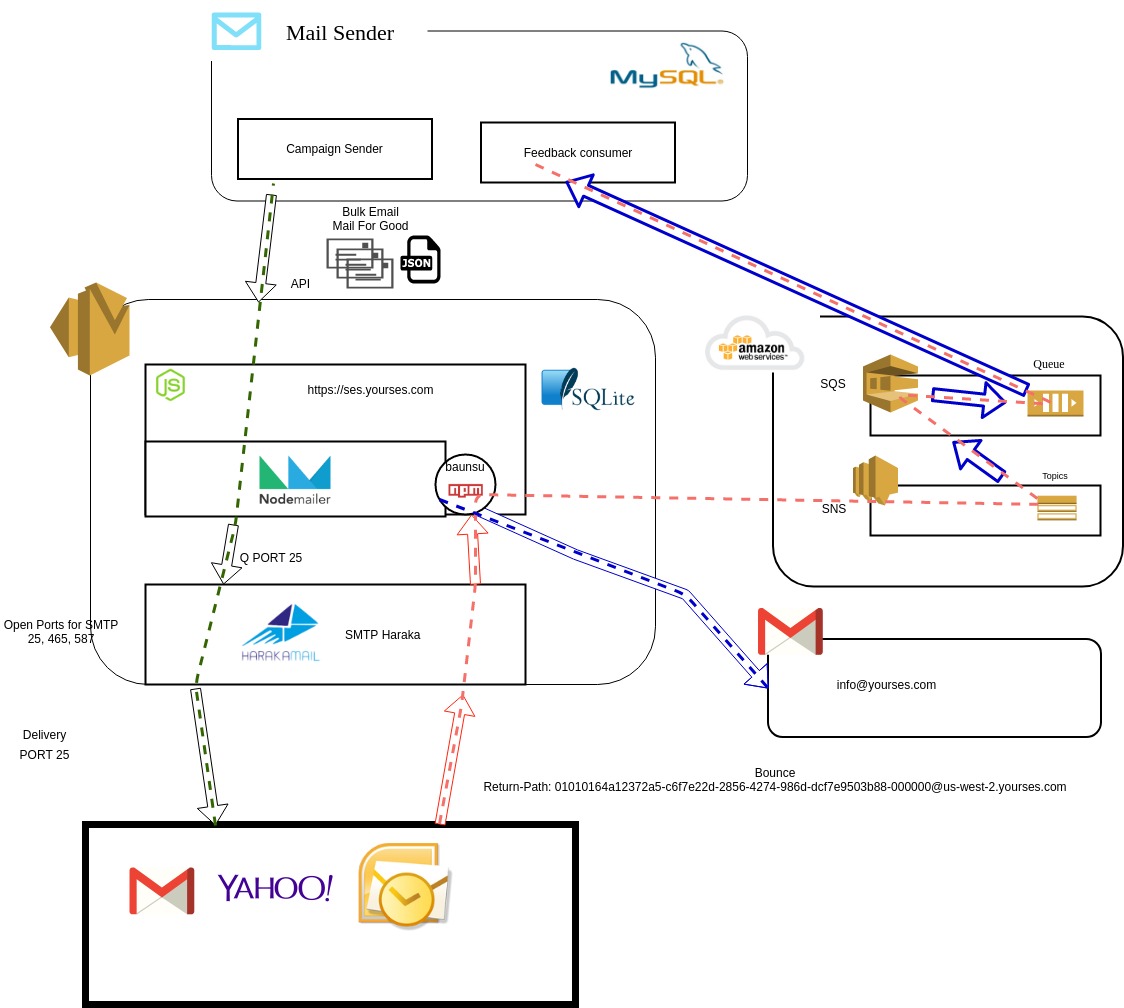 Mail Sender
MySQL
Campaign Sender
Feedback consumer
Bulk Email
Mail For Good
JSON
API
JS
https://ses.yourses.com
SQLite
amazon
web services™
SQS
Queue
baunsu
npm
Nodemailer
Topics
SNS
Q PORT 25
Open Ports for SMTP
25, 465, 587
HARAKAMAIL
SMTP Haraka
info@yourses.com
Delivery
PORT 25
Bounce
Return-Path: 01010164a12372a5-c6f7e22d-2856-4274-986d-dcf7e9503b88-000000@us-west-2.yourses.com
YAHOO!